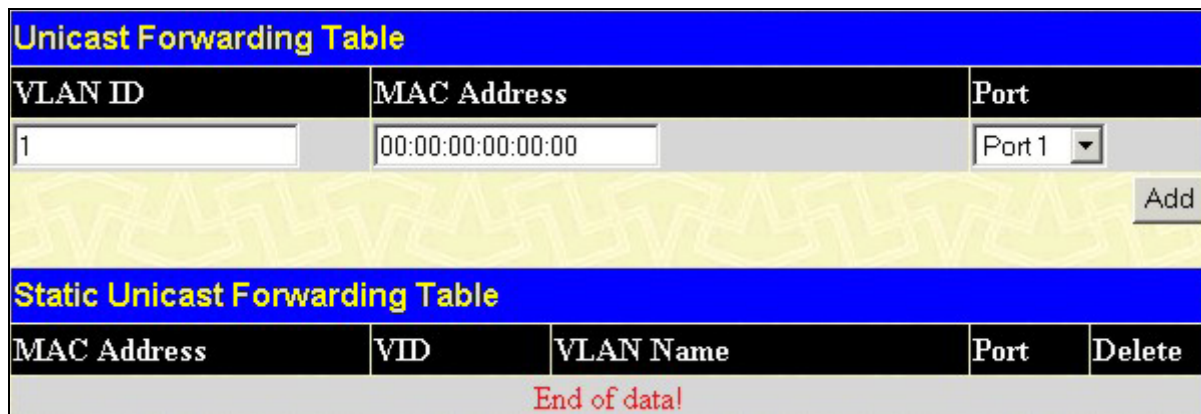 Unicast Forwarding Table
VLAN ID MAC Address Port
1 00:00:00:00:00:00 Port 1
Add
Static Unicast Forwarding Table
MAC Address VID VLAN Name Port Delete
End of data!